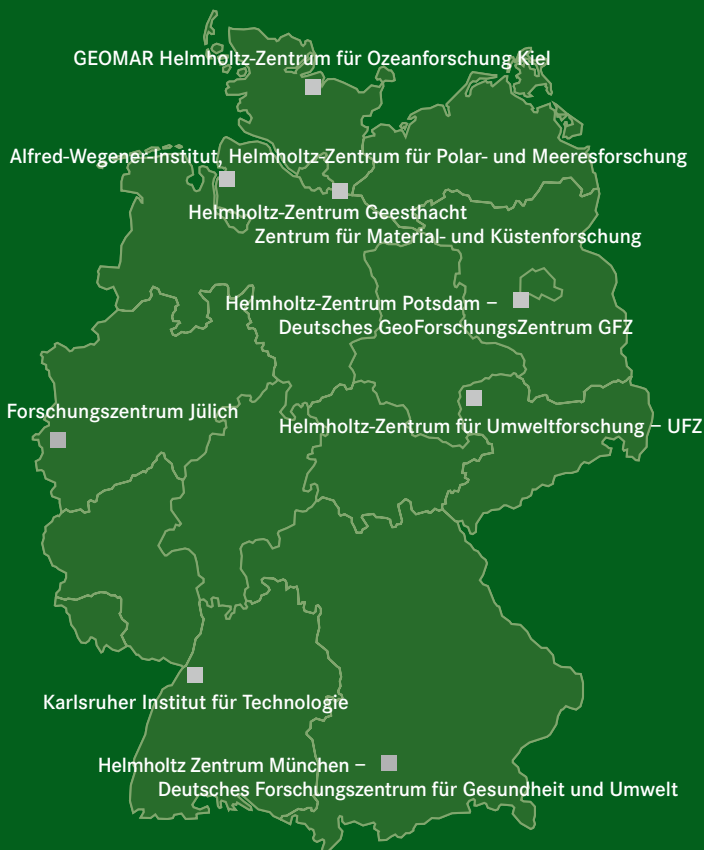 GEOMAR Helmholtz-Zentrum für Ozeanforschung Kiel
Alfred-Wegener-Institut, Helmholtz-Zentrum für Polar- und Meeresforschung
Helmholtz-Zentrum Geesthacht
Zentrum für Material- und Küstenforschung
Helmholtz-Zentrum Potsdam –
Deutsches GeoForschungsZentrum GFZ
Forschungszentrum Jülich
Helmholtz-Zentrum für Umweltforschung – UFZ
Karlsruher Institut für Technologie
Helmholtz Zentrum München –
Deutsches Forschungszentrum für Gesundheit und Umwelt